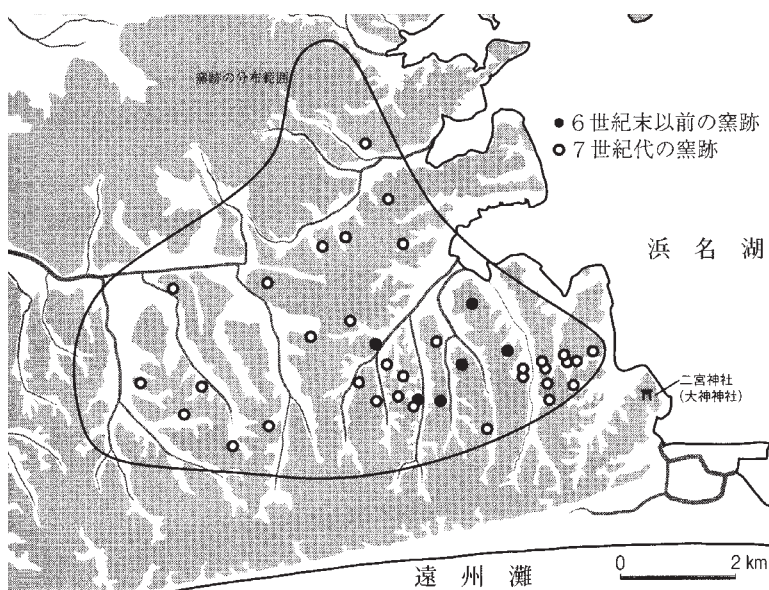 窯跡の分布範囲
● 6世紀末以前の窯跡
○ 7世紀代の窯跡
浜名湖
二宮神社
(大神神社)
0 2 km
遠州灘